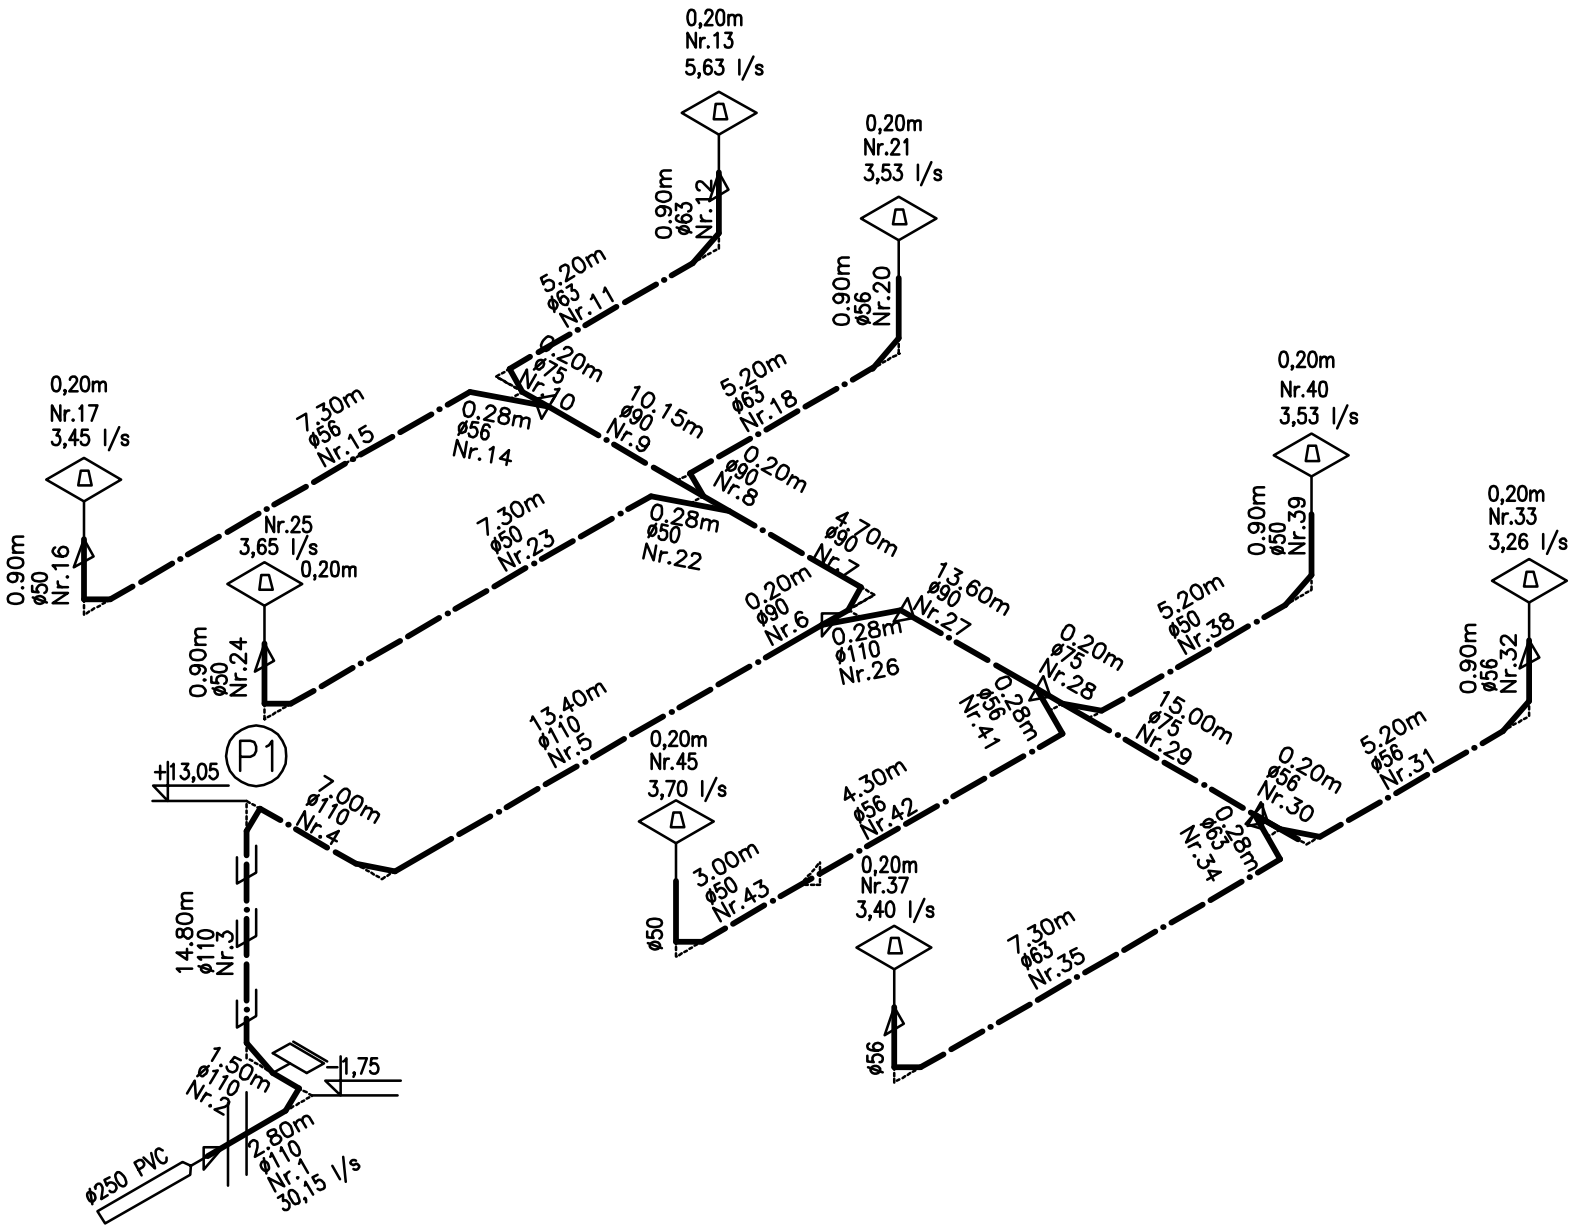 0,20m
Nr.13
5,63 l/s
0.90m
ø63
Nr.12
0,20m
Nr.21
3,53 l/s
0.90m
ø56
Nr.20
5.20m
ø63
Nr.11
0.20m
ø75
Nr.10
0,20m
Nr.17
3,45 l/s
0.90m
ø50
Nr.16
7.30m
ø56
Nr.15
0.28m
ø56
Nr.14
10.15m
ø90
Nr.9
5.20m
ø63
Nr.18
0.20m
ø90
Nr.8
0,20m
Nr.40
3,53 l/s
0.90m
ø50
Nr.39
0,20m
Nr.33
3,26 l/s
0.90m
ø56
Nr.32
Nr.25
3,65 l/s
0,20m
0.90m
ø50
Nr.24
7.30m
ø50
Nr.23
0.28m
ø50
Nr.22
4.70m
ø90
Nr.7
0.20m
ø90
Nr.6
0.28m
ø110
Nr.26
13.60m
ø90
Nr.27
0.20m
ø75
Nr.28
5.20m
ø50
Nr.38
0.28m
ø56
Nr.41
15.00m
ø75
Nr.29
0.20m
ø56
Nr.30
5.20m
ø56
Nr.31
0.28m
ø63
Nr.34
P1
+13,05
7.00m
ø110
Nr.4
13.40m
ø110
Nr.5
0,20m
Nr.45
3,70 l/s
ø50
3.00m
ø50
Nr.43
4.30m
ø56
Nr.42
0,20m
Nr.37
3,40 l/s
ø56
7.30m
ø63
Nr.35
14.80m
ø110
Nr.3
1.50m
ø110
Nr.2
-1,75
2.80m
ø110
Nr.1
30,15 l/s
ø250 PVC